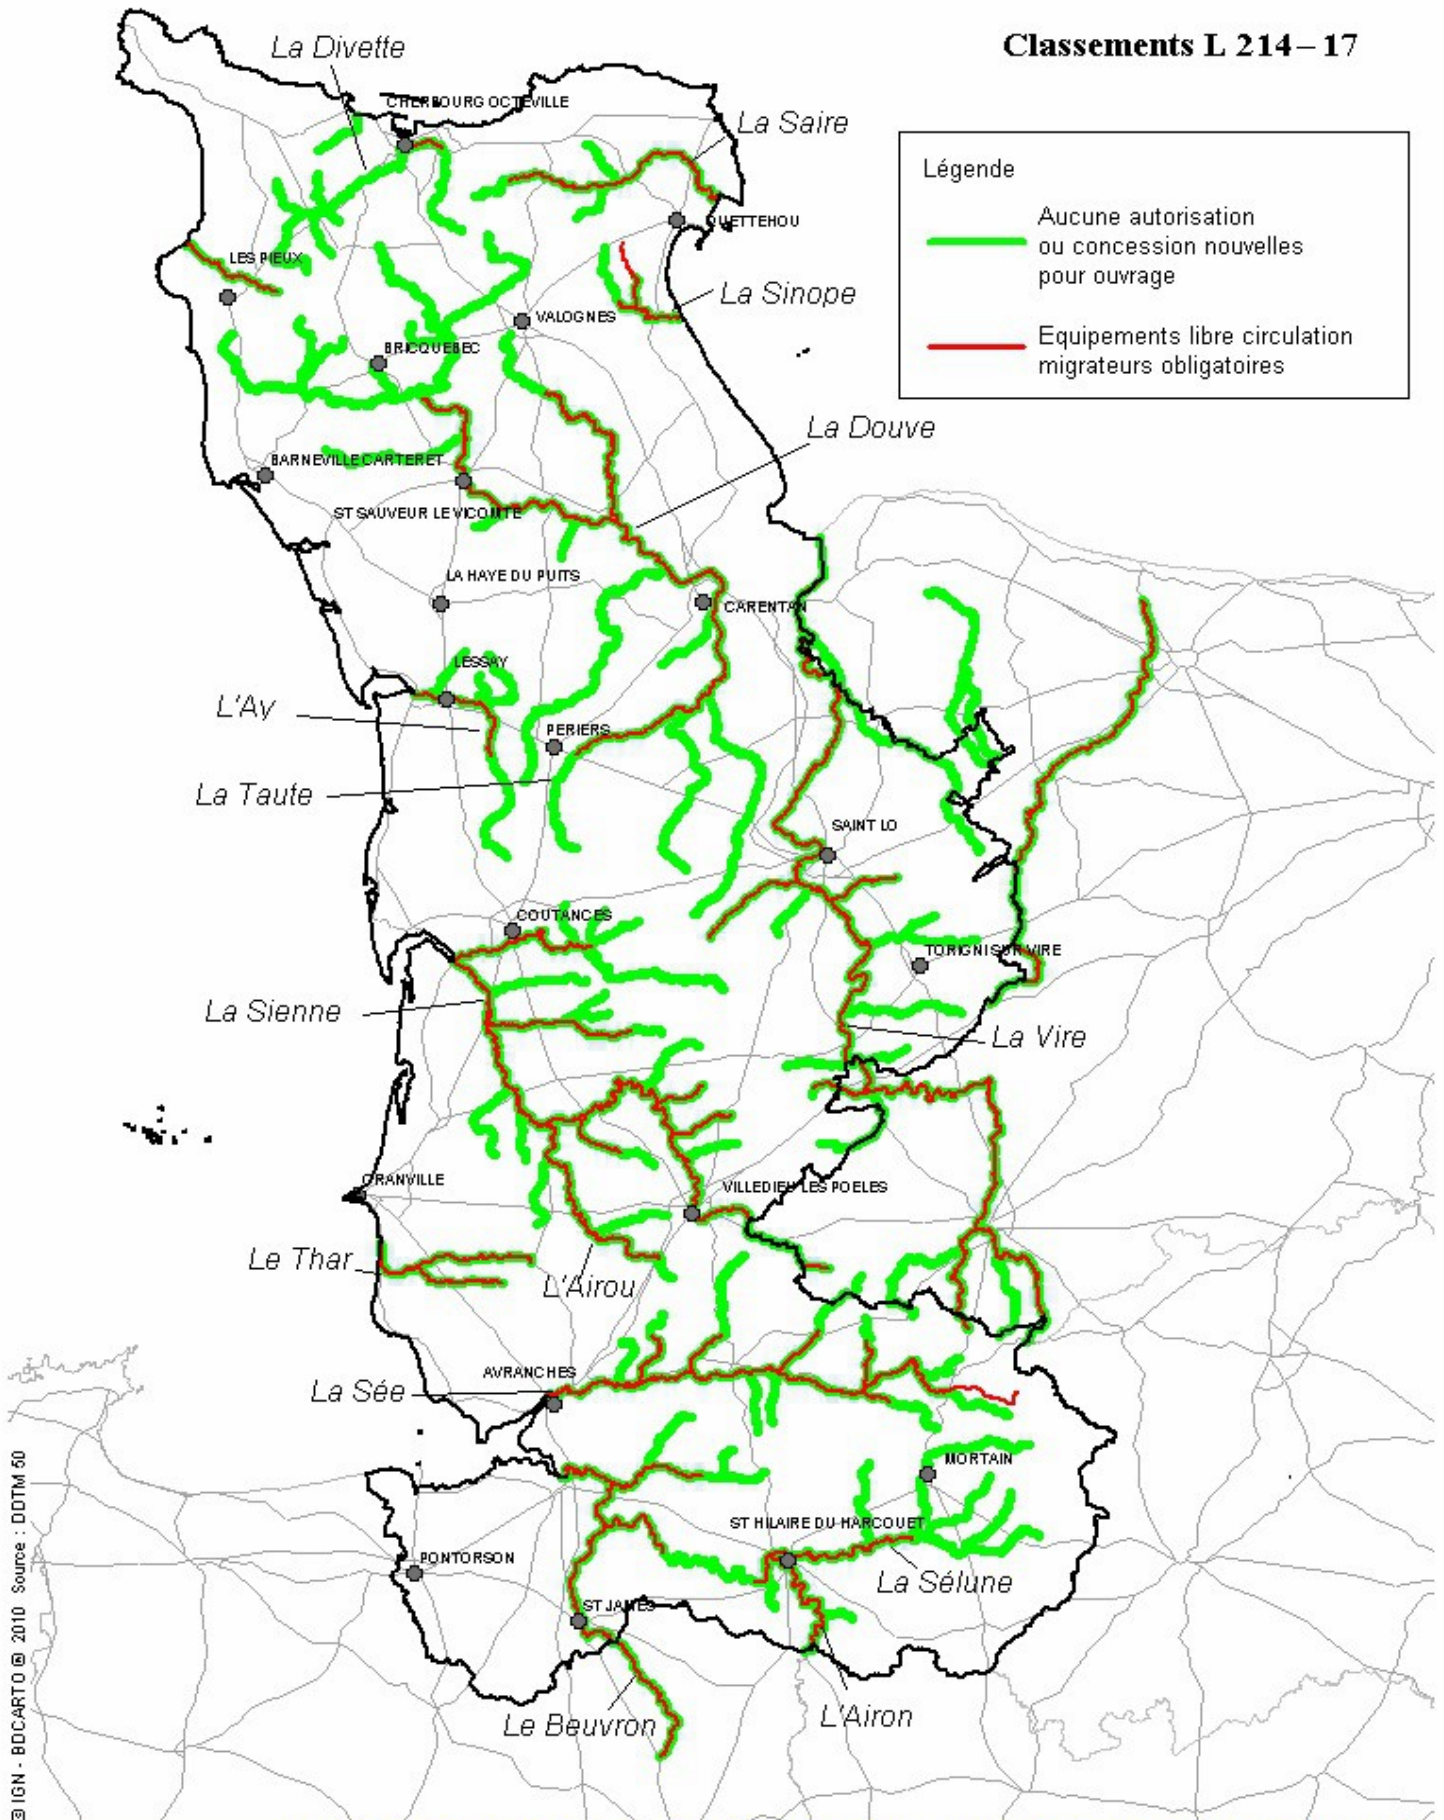 Classements L 214 – 17
La Divette
CHERBOURG OCTEVILLE
La Saire
Légende
Aucune autorisation
ou concession nouvelles
pour ouvrage
Equipements libre circulation
migrateurs obligatoires
QUETTEHOU
LES PIEUX
La Sinope
VALOGNES
BRICQUEBEC
La Douve
BARNEVILLE CARTERET
ST SAUVEUR LE VICOMTE
LA HAYE DU PUITS
CARENTAN
LESSAY
L'Ay
PERIERS
La Taute
SAINT LO
COUTANCES
TORIGNI SUR VIRE
La Sienne
La Vire
GRANVILLE
VILLEDIEU LES POELES
Le Thar
L'Airou
AVRANCHES
La Sée
MORTAIN
ST HILAIRE DU HARCOUET
PONTORSON
La Sélune
ST JAMES
L'Airon
Le Beuvron
© IGN - BDCARTO ® 2010 Source : DDTM 50